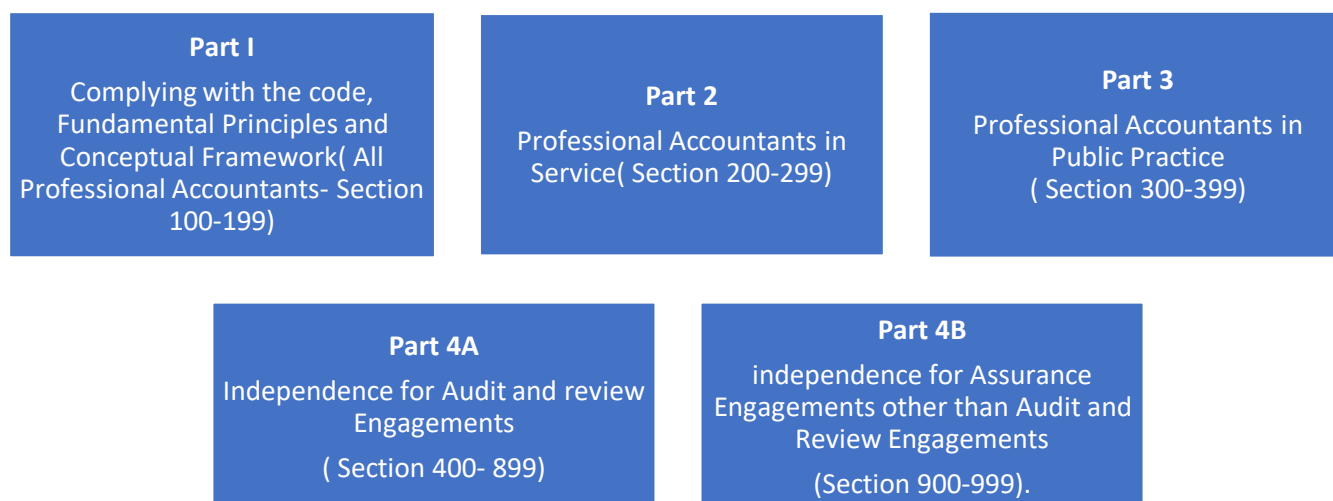 Part I
Complying with the code,
Fundamental Principles and
Conceptual Framework( All
Professional Accountants- Section
100-199)
Part 2
Professional Accountants in
Service( Section 200-299)
Part 3
Professional Accountants in
Public Practice
( Section 300-399)
Part 4A
Independence for Audit and review
Engagements
( Section 400- 899)
Part 4B
independence for Assurance
Engagements other than Audit and
Review Engagements
(Section 900-999).